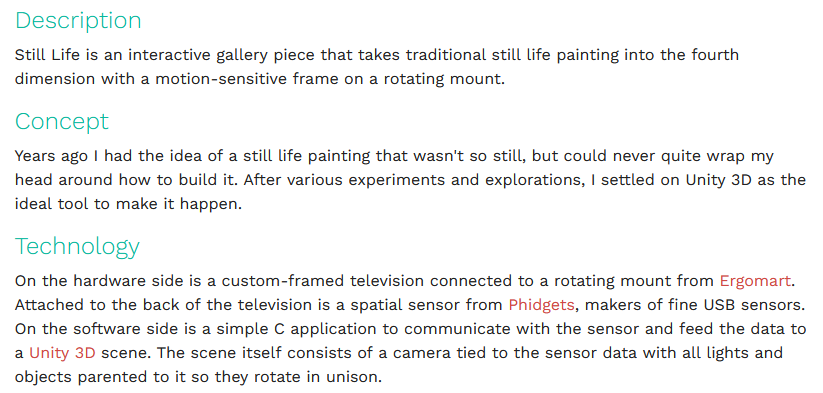 Description
Still Life is an interactive gallery piece that takes traditional still life painting into the fourth
dimension with a motion-sensitive frame on a rotating mount.
Concept
Years ago I had the idea of a still life painting that wasn't so still, but could never quite wrap my
head around how to build it. After various experiments and explorations, I settled on Unity 3D as the
ideal tool to make it happen.
Technology
On the hardware side is a custom-framed television connected to a rotating mount from Ergomart.
Attached to the back of the television is a spatial sensor from Phidgets, makers of fine USB sensors.
On the software side is a simple C application to communicate with the sensor and feed the data to
a Unity 3D scene. The scene itself consists of a camera tied to the sensor data with all lights and
objects parented to it so they rotate in unison.